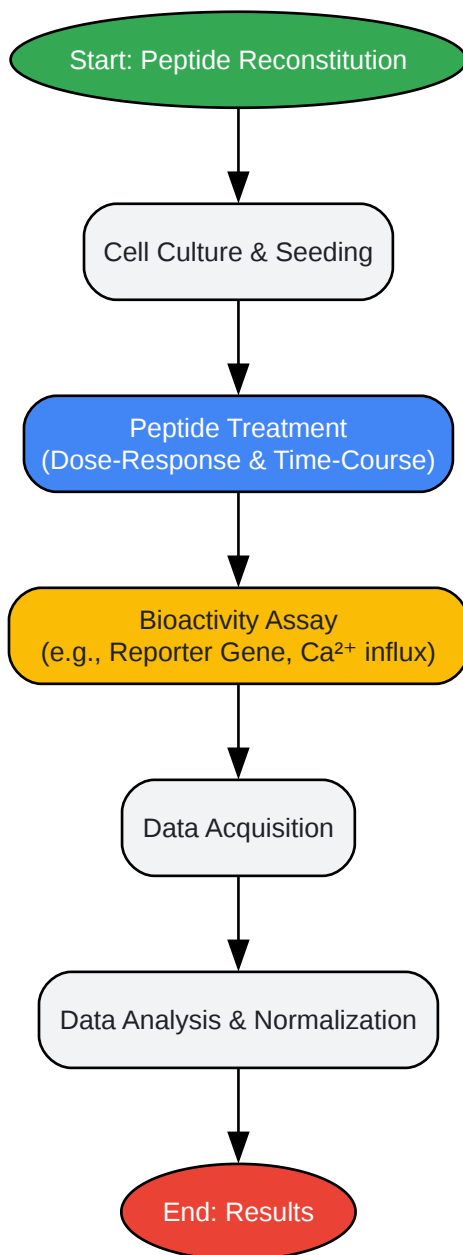 Start: Peptide Reconstitution
Cell Culture & Seeding
Peptide Treatment
(Dose-Response & Time-Course)
Bioactivity Assay
(e.g., Reporter Gene, Ca²⁺ influx)
Data Acquisition
Data Analysis & Normalization
End: Results